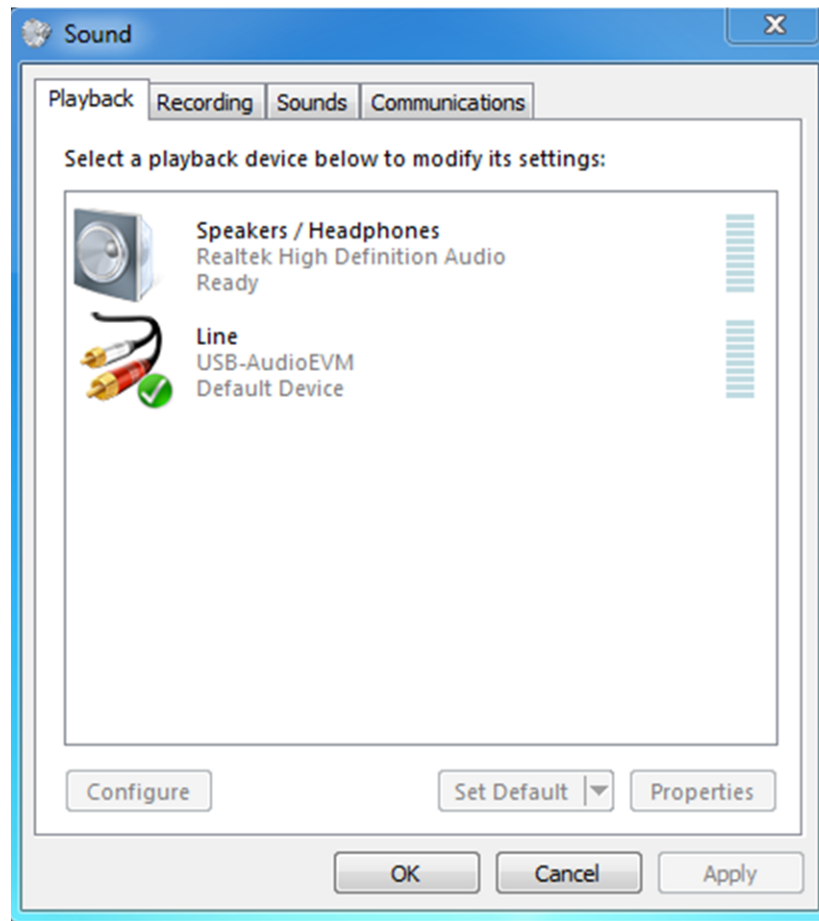 Sound
Playback Recording Sounds Communications
Select a playback device below to modify its settings:
Speakers / Headphones
Realtek High Definition Audio
Ready
Line
USB-AudioEVM
Default Device
Configure Set Default Properties
OK Cancel Apply